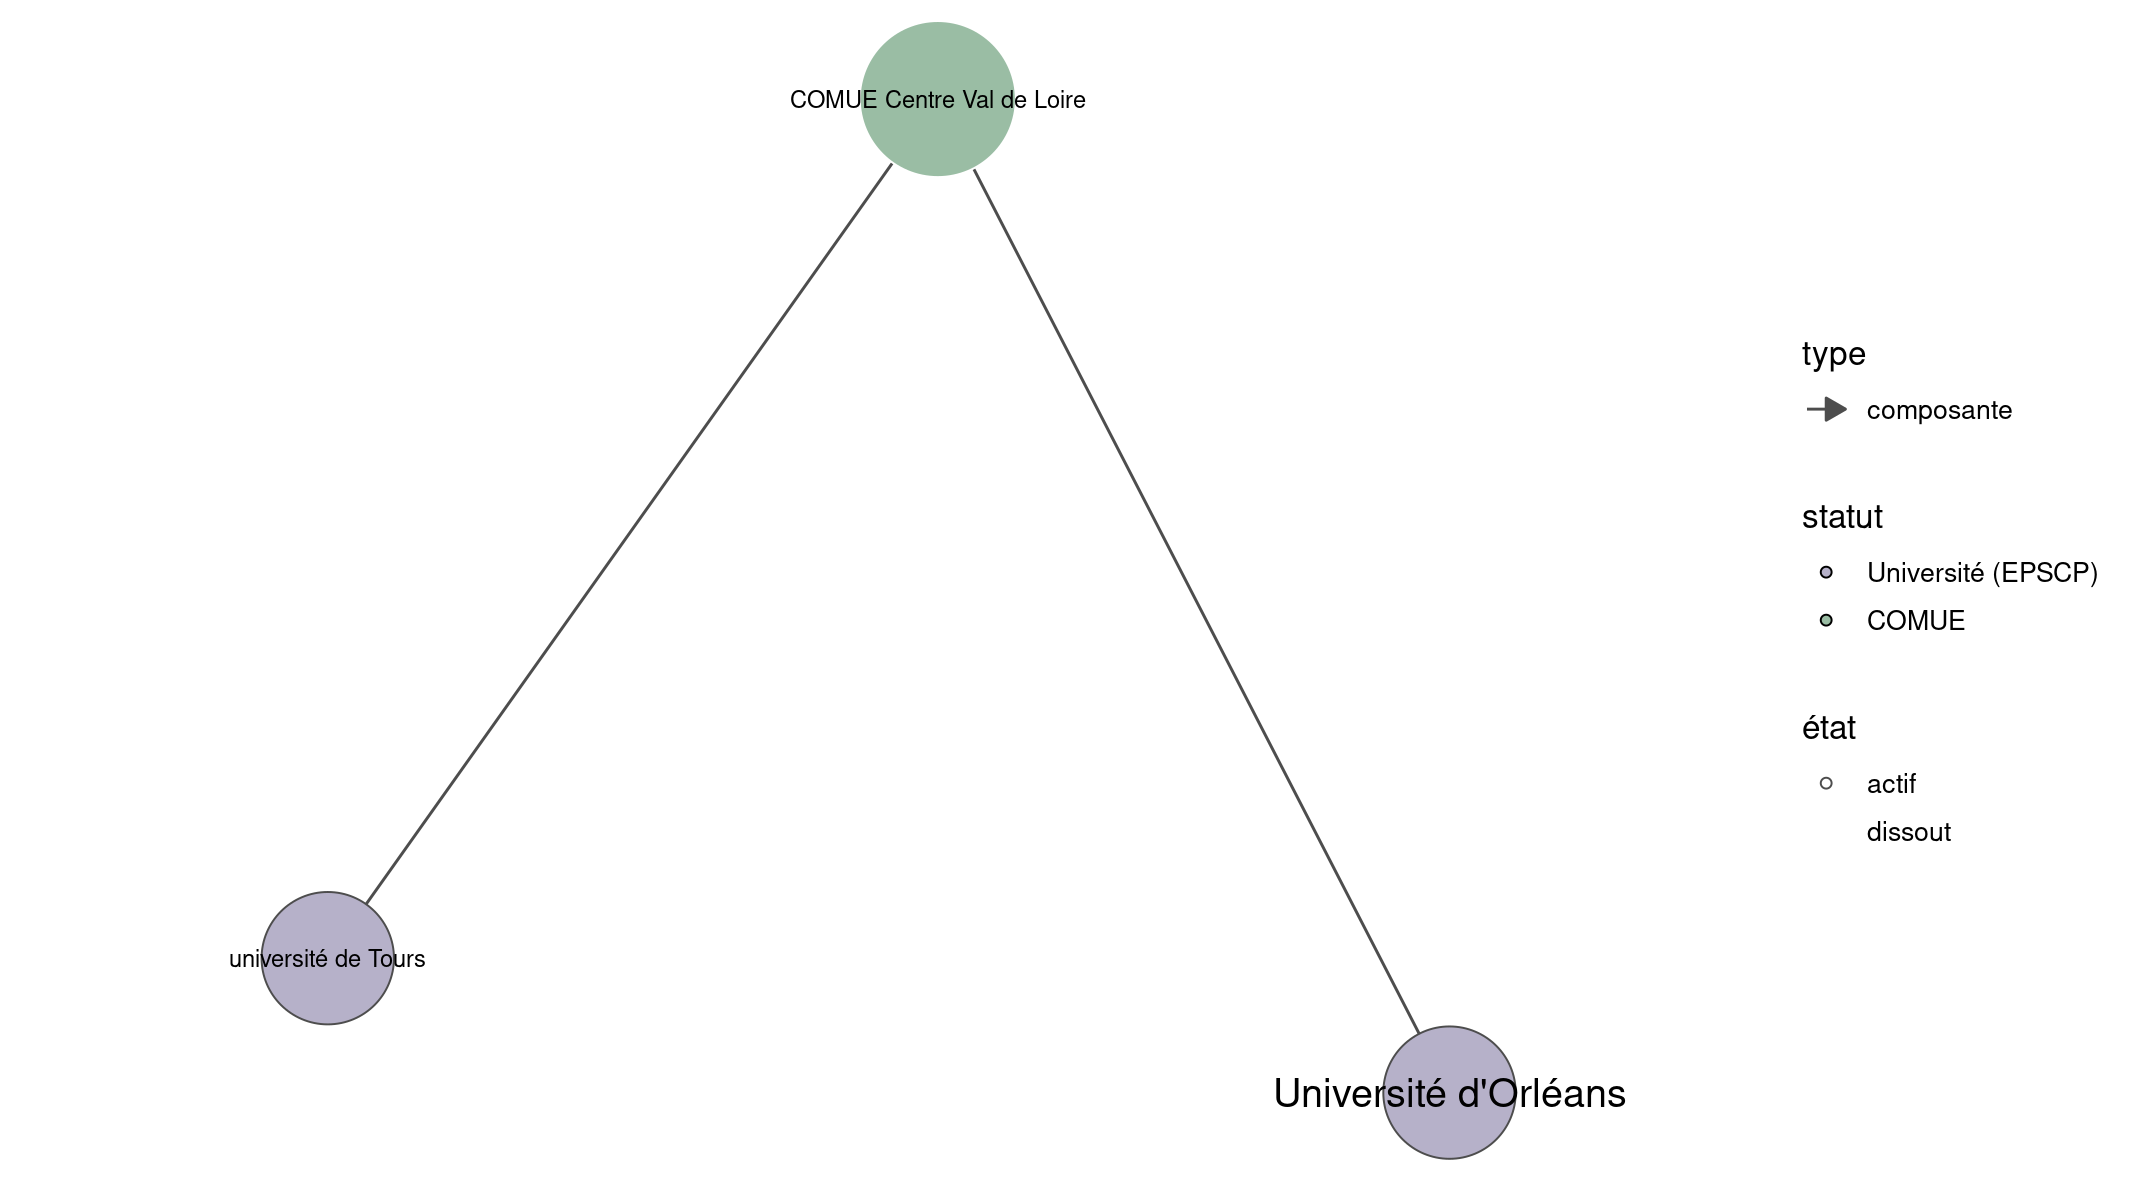 COMUE Centre Val de Loire
université de Tours
Université d'Orléans
type
composante
statut
Université (EPSCP)
COMUE
état
actif
dissout